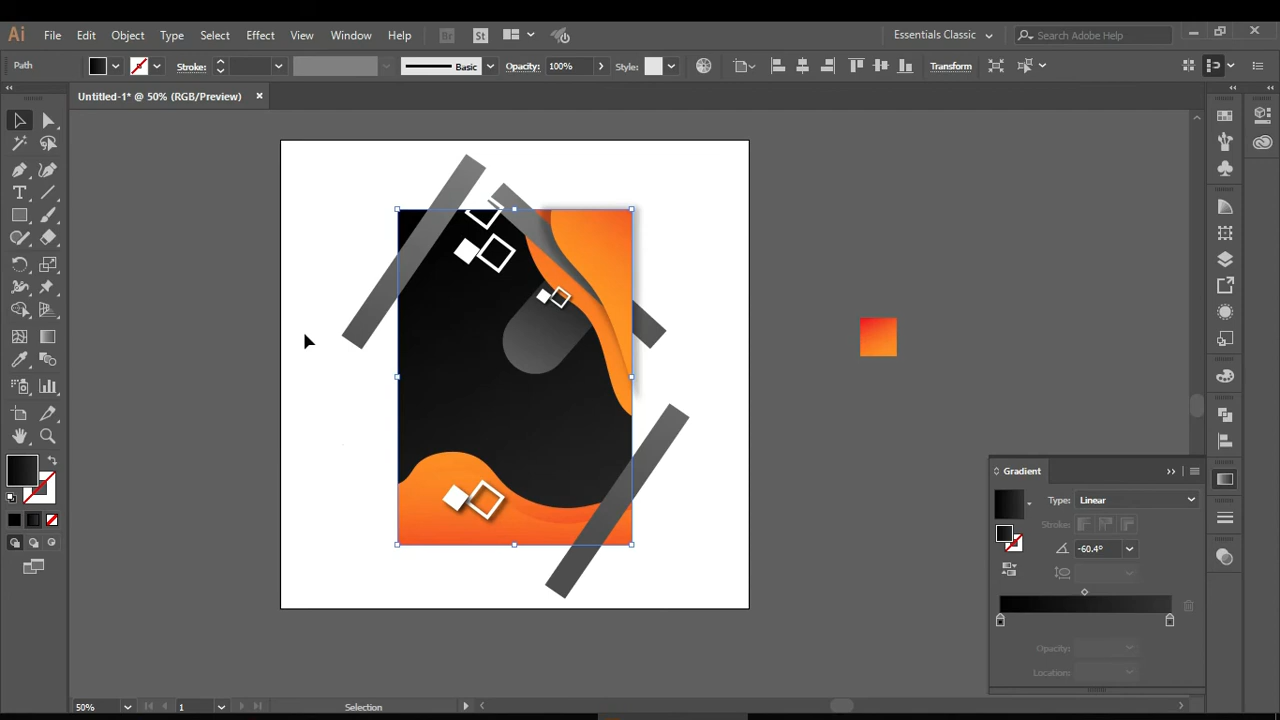 Ai File Edit Object Type Select Effect View Window Help Br St Essentials Classic Search Adobe Help
Path Stroke: Basic Opacity: 100% Style: Transform
Untitled-1* @ 50% (RGB/Preview)
Gradient
Type: Linear
Stroke:
-60.4°
Opacity:
Location:
50% 1 Selection